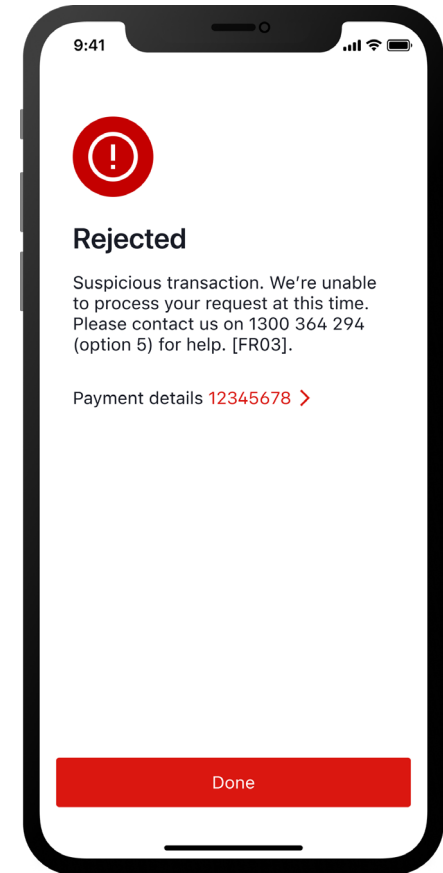 9:41
Rejected
Suspicious transaction. We’re unable
to process your request at this time.
Please contact us on 1300 364 294
(option 5) for help. [FR03].
Payment details 12345678
Done